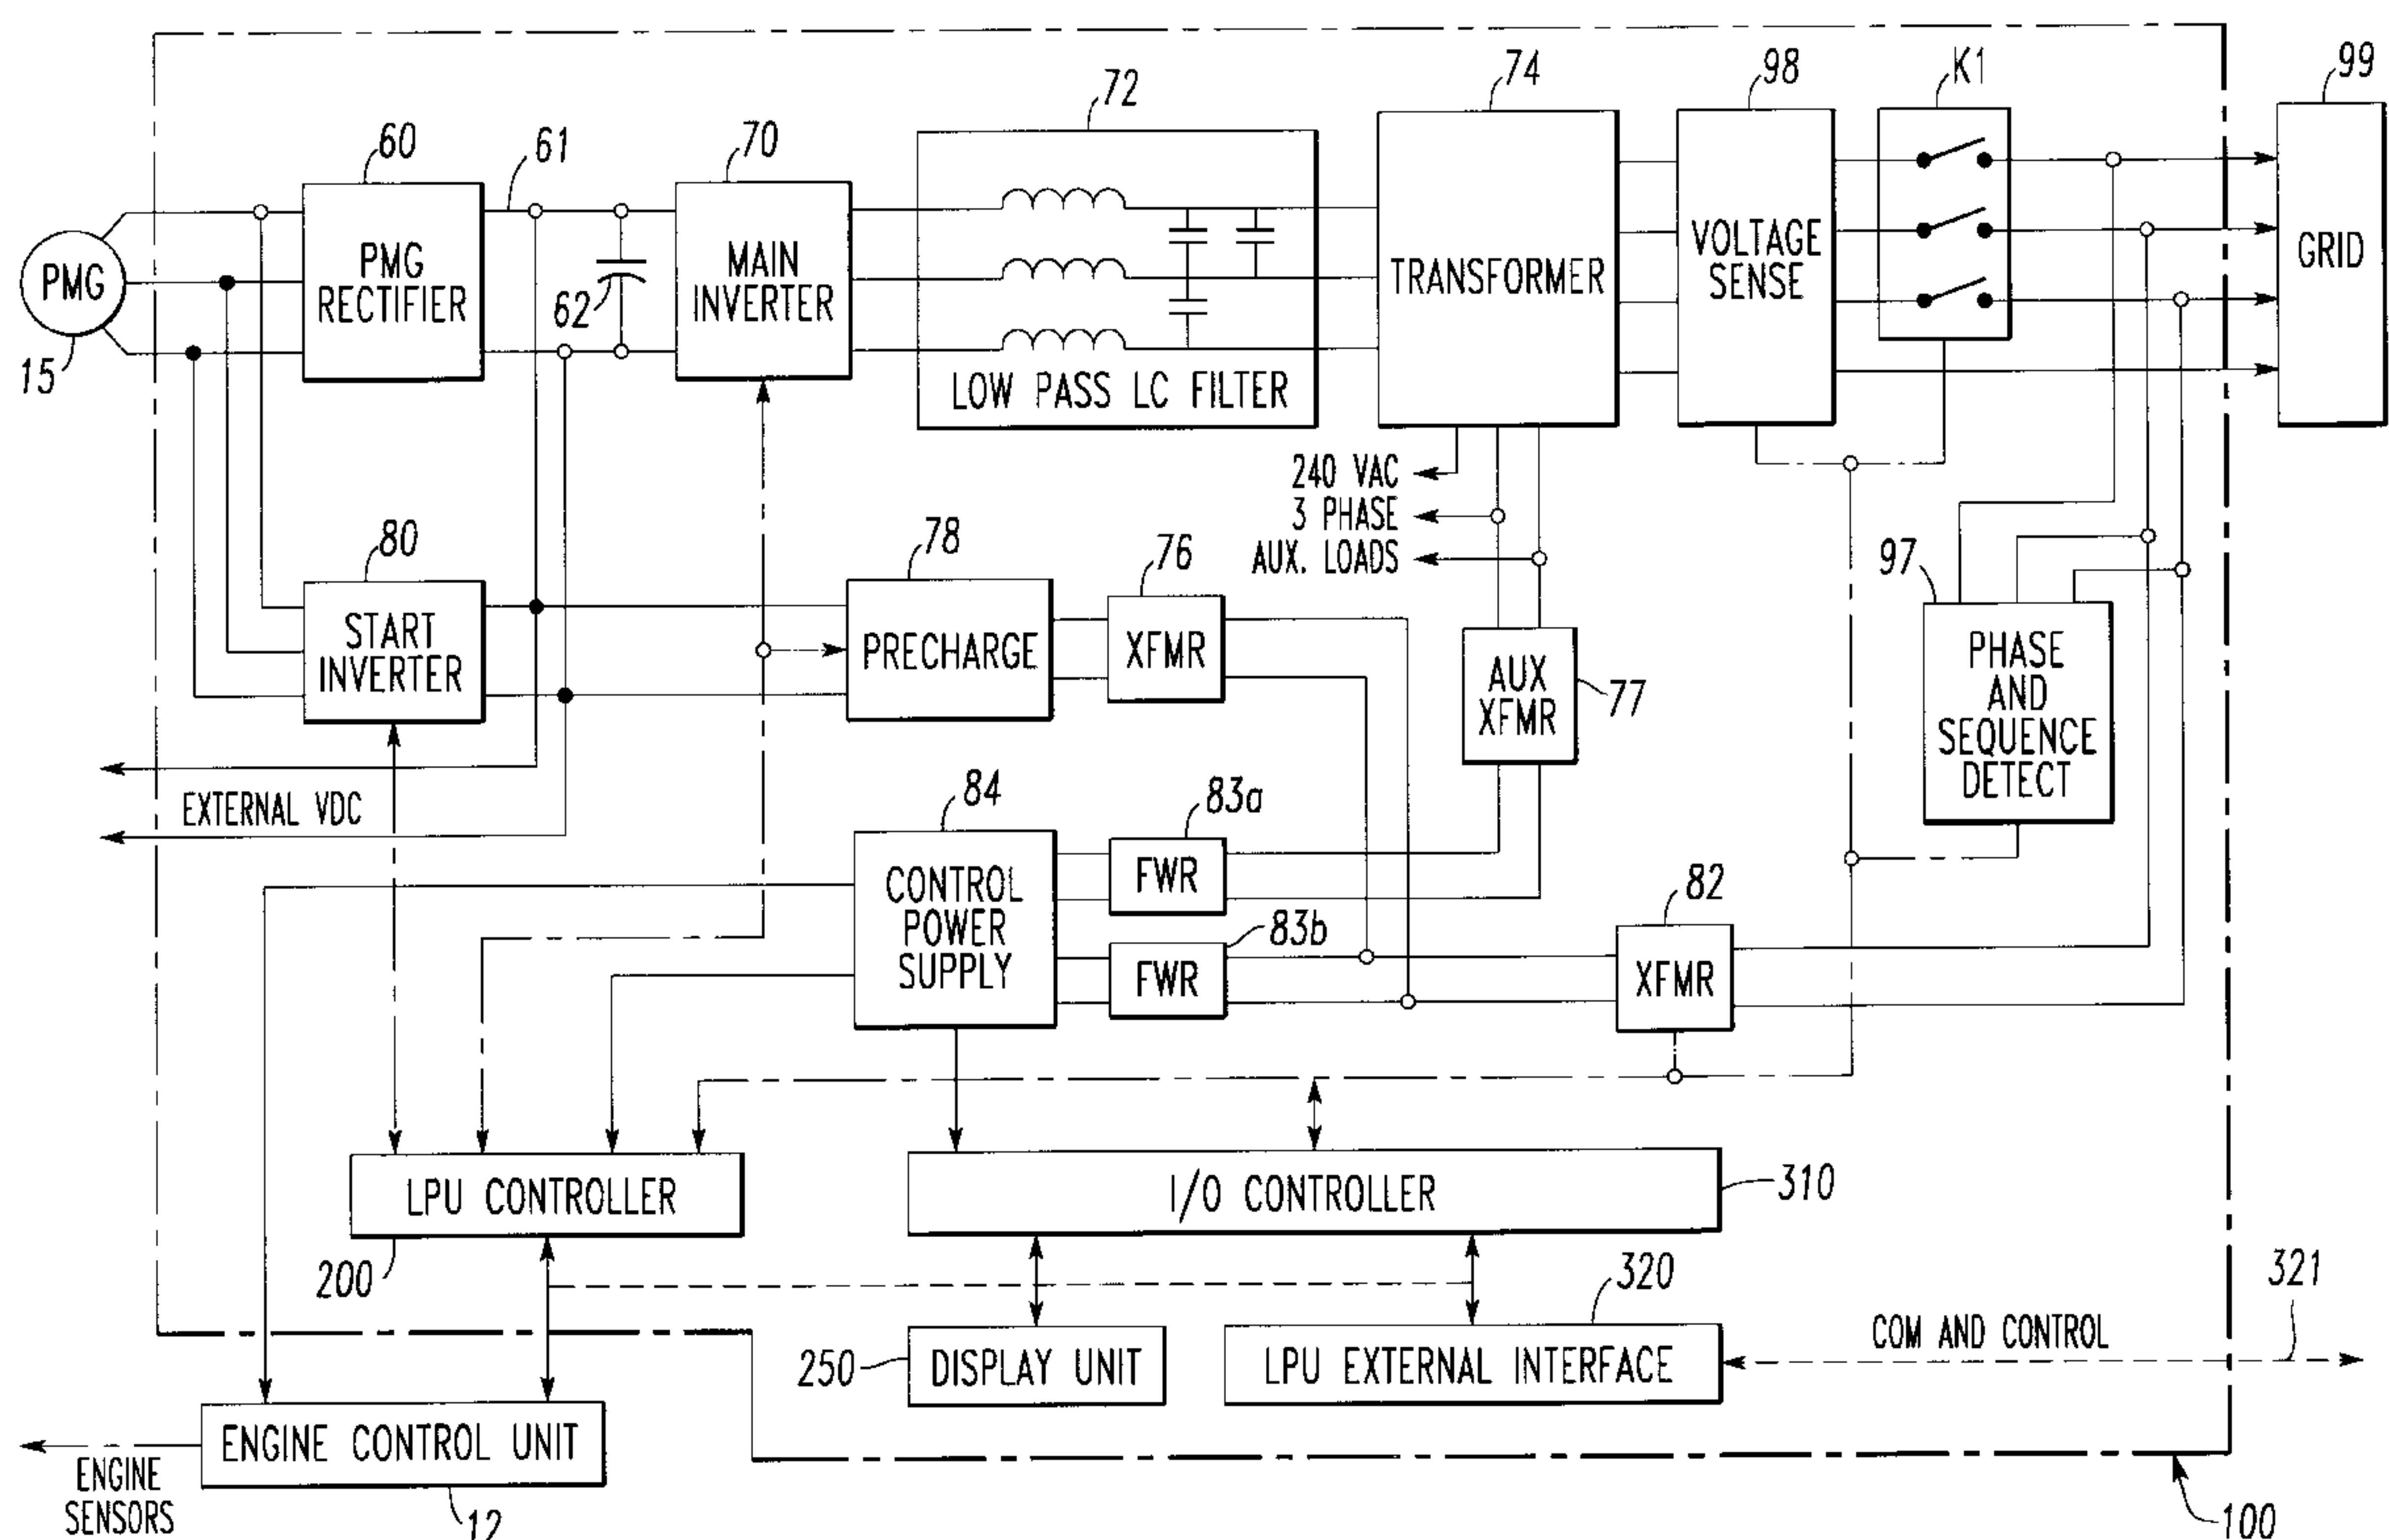 72
74
98
K1
99
60
61
70
PMG
15
PMG
RECTIFIER
62
MAIN
INVERTER
LOW PASS LC FILTER
TRANSFORMER
VOLTAGE
SENSE
GRID
240 VAC
3 PHASE
AUX. LOADS
80
START
INVERTER
78
PRECHARGE
76
XFMR
AUX
XFMR
77
97
PHASE
AND
SEQUENCE
DETECT
EXTERNAL VDC
84
CONTROL
POWER
SUPPLY
83a
FWR
83b
FWR
82
XFMR
LPU CONTROLLER
200
I/O CONTROLLER
310
250
DISPLAY UNIT
320
LPU EXTERNAL INTERFACE
COM AND CONTROL
321
ENGINE CONTROL UNIT
12
ENGINE
SENSORS
100